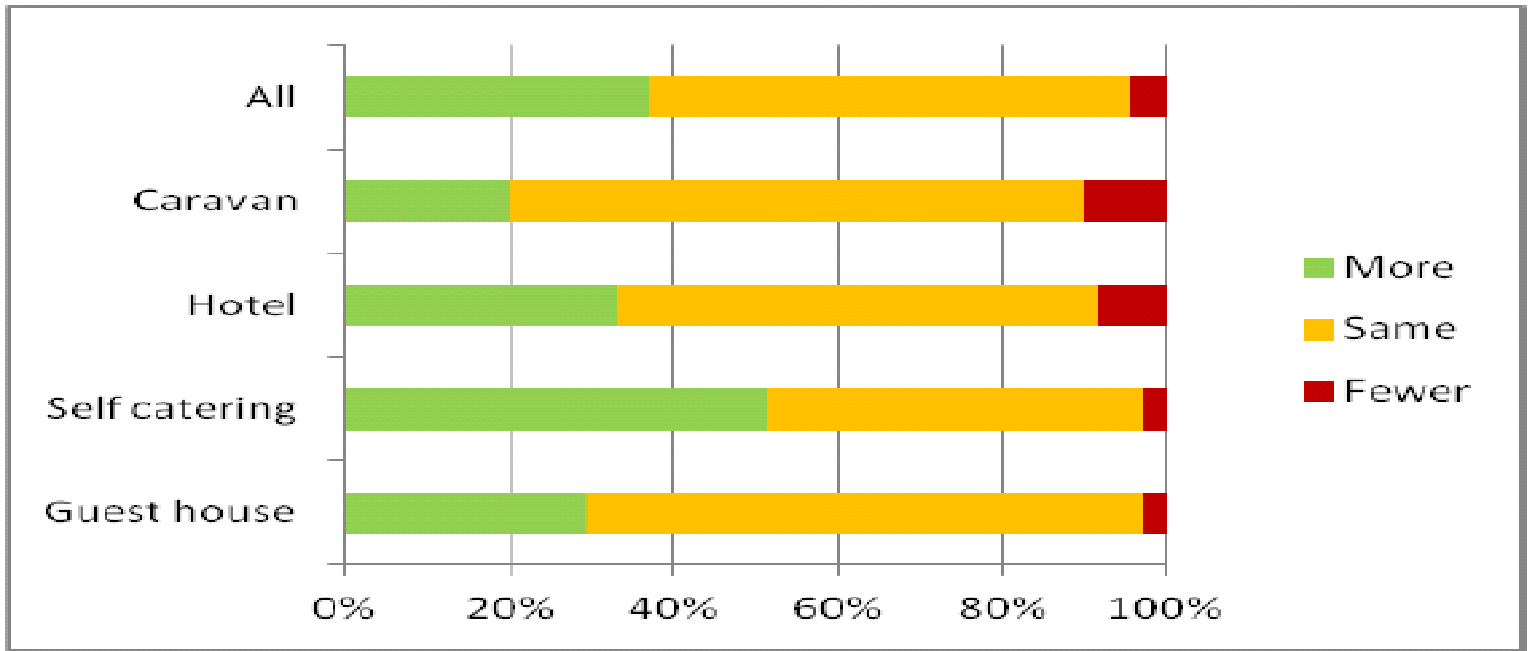 All
Caravan
Hotel
Self catering
Guest house
0% 20% 40% 60% 80% 100%
More
Same
Fewer